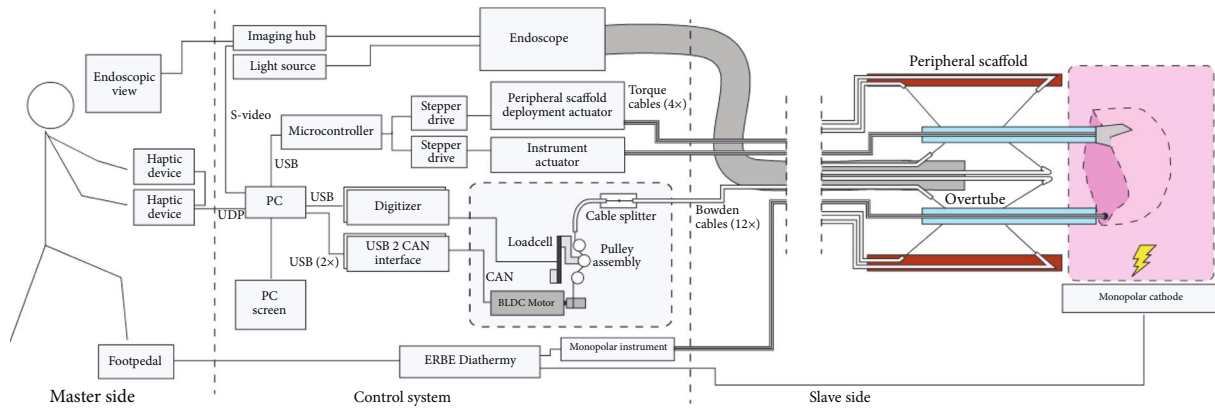 Imaging hub
Light source
Endoscope
Endoscopic
view
S-video
Microcontroller
USB
Stepper
drive
Stepper
drive
Peripheral scaffold
deployment actuator
Instrument
actuator
Torque
cables (4×)
Peripheral scaffold
Overtube
Haptic
device
Haptic
device
UDP
PC
USB
Digitizer
USB (2×)
USB 2 CAN
interface
CAN
Loadcell
Cable splitter
Pulley
assembly
BLDC Motor
Bowden
cables (12×)
PC
screen
Monopolar cathode
Footpedal
ERBE Diathermy
Monopolar instrument
Master side
Control system
Slave side